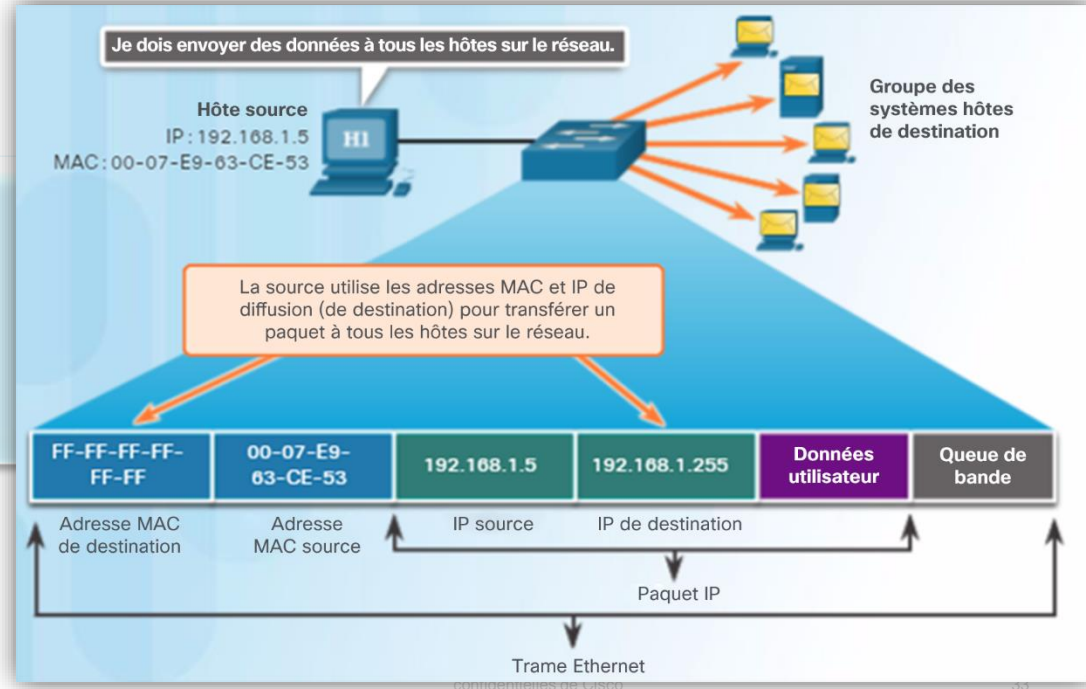 Je dois envoyer des données à tous les hôtes sur le réseau.
Hôte source
IP : 192.168.1.5
MAC : 00-07-E9-63-CE-53
H1
Groupe des
systèmes hôtes
de destination
La source utilise les adresses MAC et IP de
diffusion (de destination) pour transférer un
paquet à tous les hôtes sur le réseau.
FF-FF-FF-FF-
FF-FF
00-07-E9-
63-CE-53
192.168.1.5
192.168.1.255
Données
utilisateur
Queue de
bande
Adresse MAC
de destination
Adresse
MAC source
IP source
IP de destination
Paquet IP
Trame Ethernet
confidentielles de Cisco
33